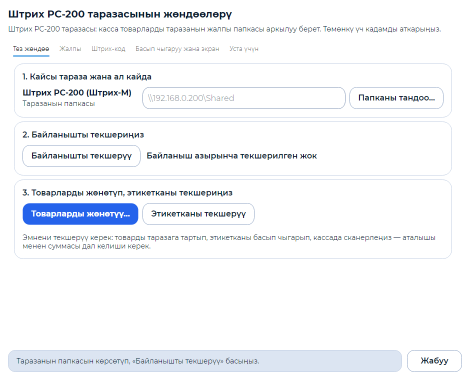 Штрих PC-200 таразасынын жөндөөлөрү
Штрих PC-200 таразасы: касса товарларды таразанын жалпы папкасы аркылуу берет. Төмөнкү үч кадамды аткарыңыз.
Тез жөндөө Жалпы Штрих-код Басып чыгаруу жана экран Уста үчүн
1. Кайсы тараза жана ал кайда
Штрих PC-200 (Штрих-М)
Таразанын папкасы
\\192.168.0.200\Shared
Папканы тандоо...
2. Байланышты текшериңиз
Байланышты текшерүү Байланыш азырынча текшерилген жок
3. Товарларды жөнөтүп, этикетканы текшериңиз
Товарларды жөнөтүү... Этикетканы текшерүү
Эмнени текшерүү керек: товарды таразага тартып, этикетканы басып чыгарып, кассада сканерлеңиз — аталышы
менен суммасы дал келиши керек.
Таразанын папкасын көрсөтүп, «Байланышты текшерүү» басыңыз.
Жабуу